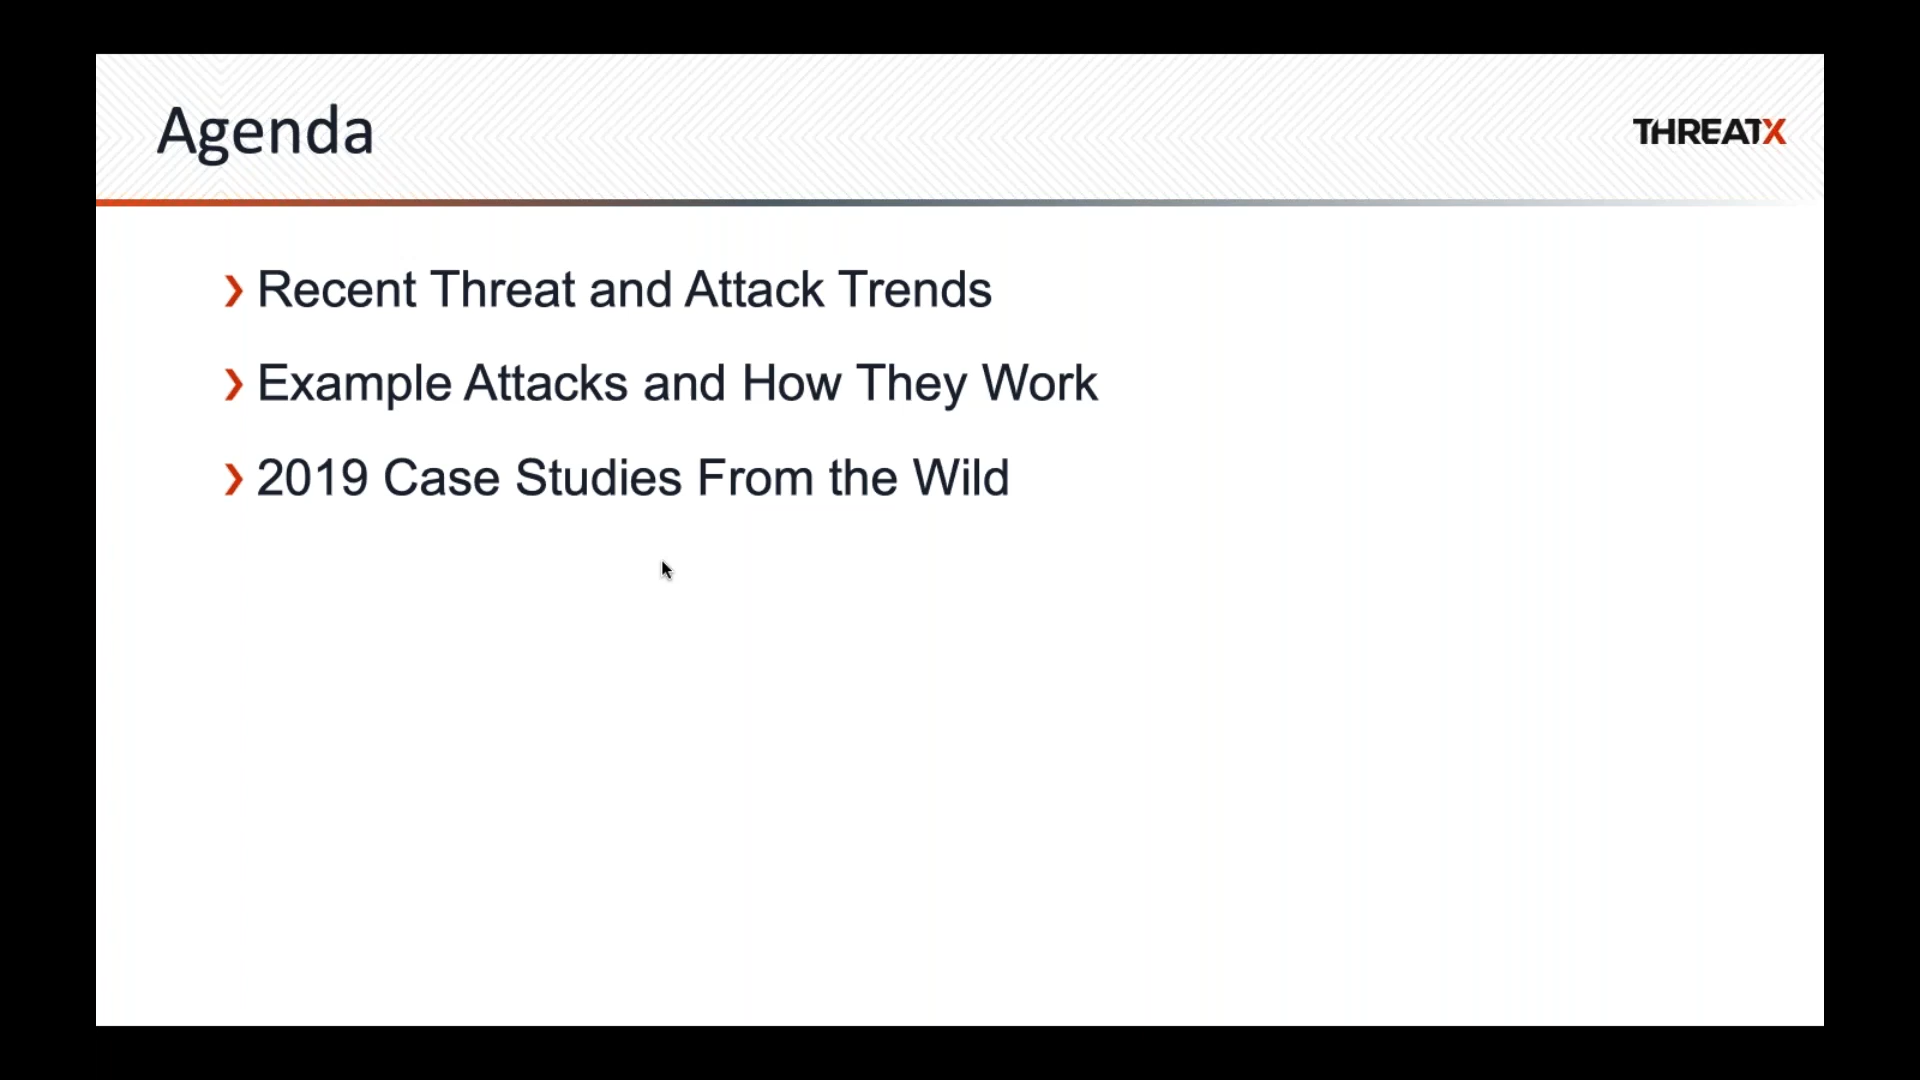 Agenda
THREATX
Recent Threat and Attack Trends
Example Attacks and How They Work
2019 Case Studies From the Wild